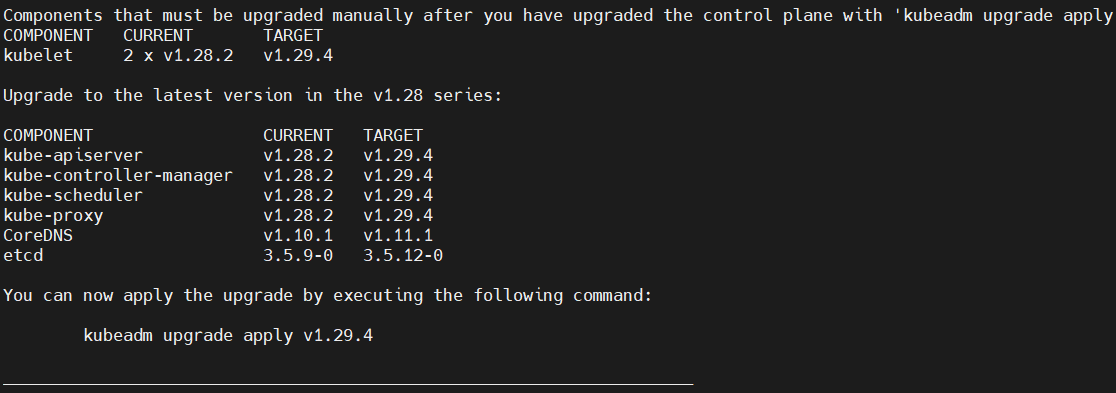 Components that must be upgraded manually after you have upgraded the control plane with 'kubeadm upgrade apply
COMPONENT   CURRENT       TARGET
kubelet     2 x v1.28.2   v1.29.4
Upgrade to the latest version in the v1.28 series:
COMPONENT                 CURRENT   TARGET
kube-apiserver            v1.28.2   v1.29.4
kube-controller-manager   v1.28.2   v1.29.4
kube-scheduler            v1.28.2   v1.29.4
kube-proxy                v1.28.2   v1.29.4
CoreDNS                   v1.10.1   v1.11.1
etcd                      3.5.9-0   3.5.12-0
You can now apply the upgrade by executing the following command:
kubeadm upgrade apply v1.29.4
_____________________________________________________________________